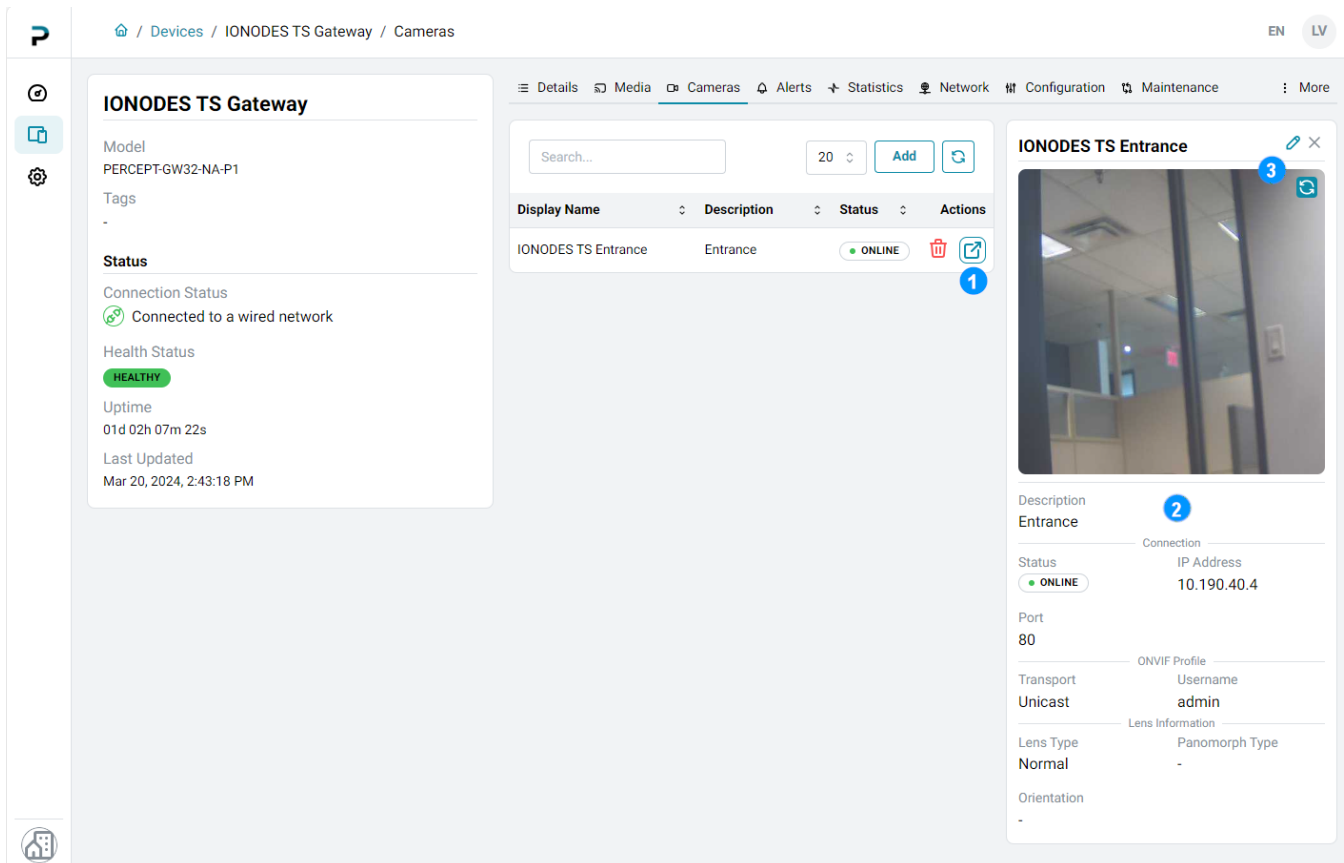 / Devices / IONODES TS Gateway / Cameras
EN LV
IONODES TS Gateway
Model
PERCEPT-GW32-NA-P1
Tags
-
Status
Connection Status
Connected to a wired network
Health Status
HEALTHY
Uptime
01d 02h 07m 22s
Last Updated
Mar 20, 2024, 2:43:18 PM
Details Media Cameras Alerts Statistics Network Configuration Maintenance More
Search... 20 Add
Display Name Description Status Actions
IONODES TS Entrance Entrance ONLINE
1
IONODES TS Entrance
3
Description
Entrance
2
Connection
Status IP Address
ONLINE 10.190.40.4
Port
80
ONVIF Profile
Transport Username
Unicast admin
Lens Information
Lens Type Panomorph Type
Normal -
Orientation
-